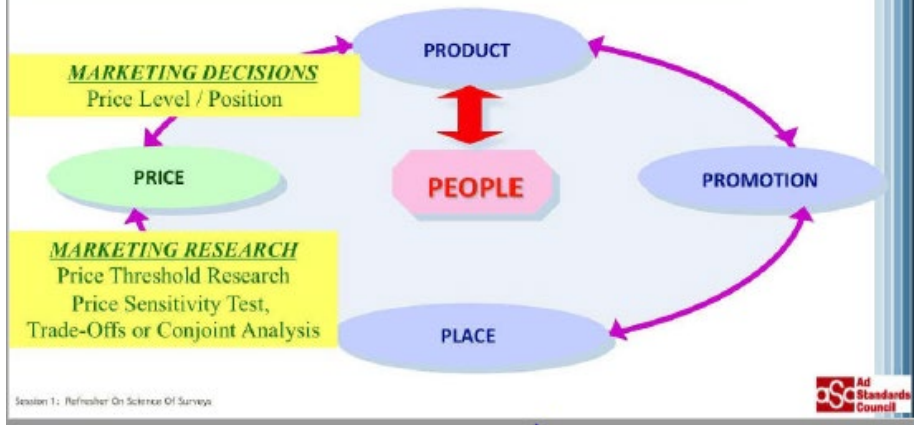 PRODUCT
MARKETING DECISIONS
Price Level / Position
PRICE
PEOPLE
PROMOTION
MARKETING RESEARCH
Price Threshold Research
Price Sensitivity Test,
Trade-Offs or Conjoint Analysis
PLACE
Session 1: Refresher On Science Of Surveys
asc
Ad
Standards
Council